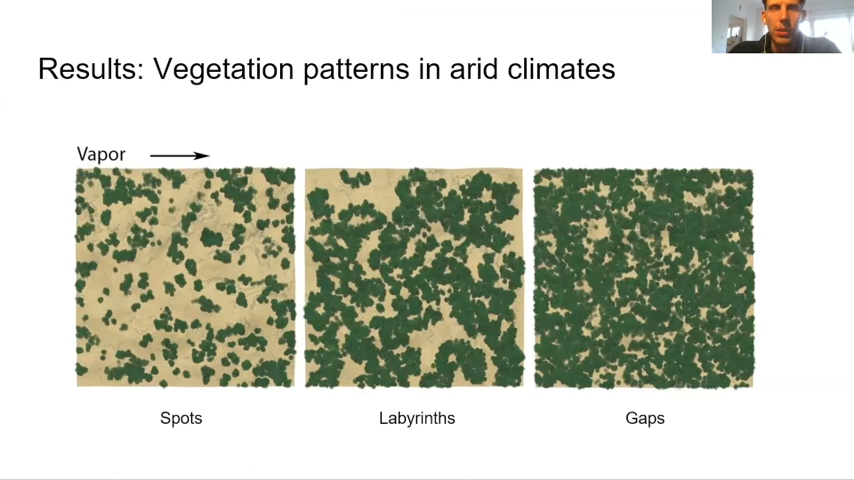 Results: Vegetation patterns in arid climates
Vapor
Spots
Labyrinths
Gaps